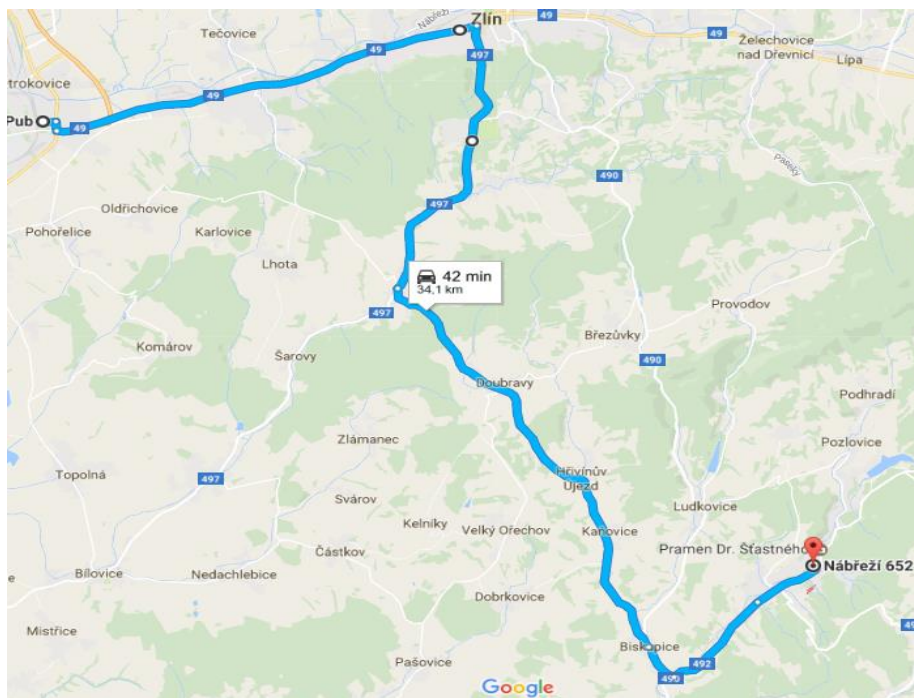 Zlín
Nábřeží
49
Tečovice
49
49
Želechovice
nad Dřevnicí
Lípa
497
trokovice
49
Pub
49
490
Oldřichovice
497
Pohořelice
Karlovice
Lhota
42 min
34,1 km
497
Provodov
Březůvky
Komárov
Šarovy
490
Doubravy
Podhradí
Zlámanec
Pozlovice
Topolná
497
Hřivínův
Újezd
Svárov
Ludkovice
Kelníky
Velký Ořechov
Kaňovice
Částkov
Pramen Dr. Šťastného
Nábřeží 652
Bílovice
Nedachlebice
Dobrkovice
Mistřice
Biskupice
Pašovice
492
490
49
Google